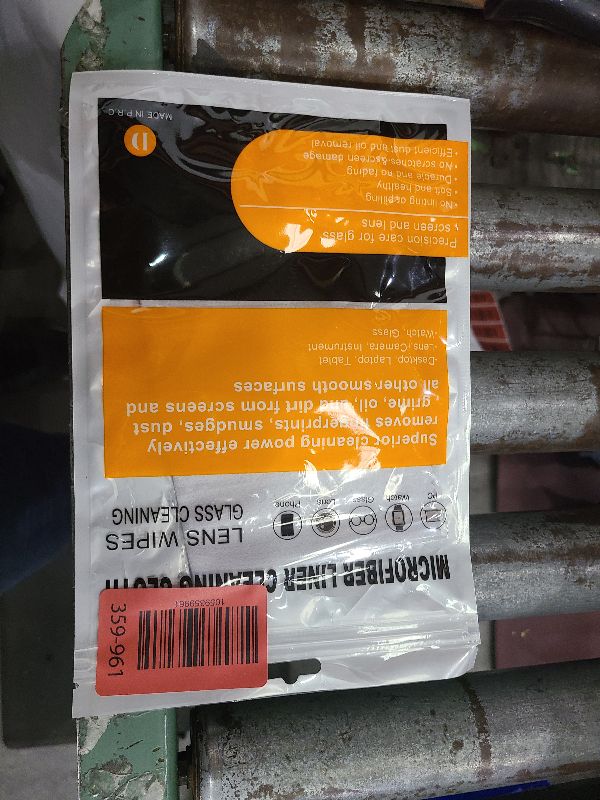 MICROFIBER LINER CLEANING CLOTH
LENS WIPES
GLASS CLEANING
PC
Watch
Glass
Lens
Phone
Superior cleaning power effectively
removes fingerprints, smudges, dust
, grime, oil, and dirt from screens and
all other smooth surfaces
·Desktop, Laptop, Tablet
·Lens, Camera, Instrument
·Watch, Glass
Precision care for glass
screen and lens
•No linting or pilling
• Soft and healthy
• Durable and no fading
• No scratches&screen damage
• Efficient dust and oil removal
D
MADE IN P.R.C
359-961